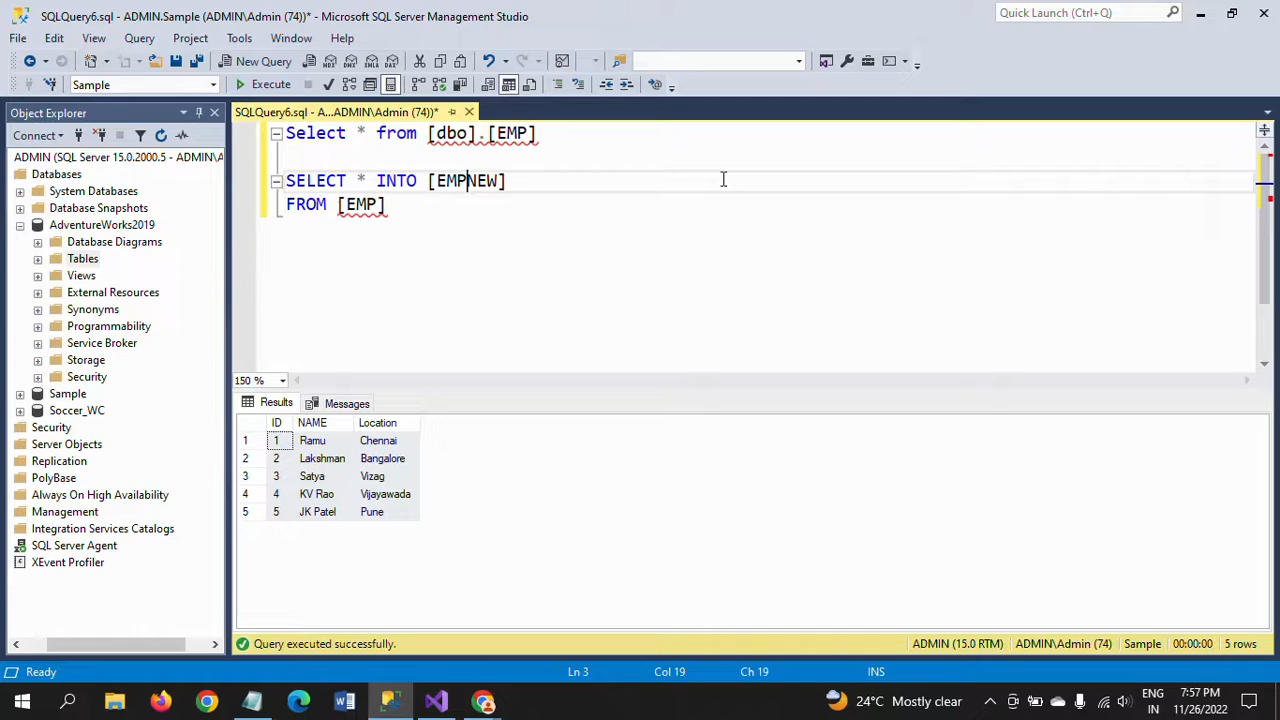 SQLQuery6.sql - ADMIN.Sample (ADMIN\Admin (74))* - Microsoft SQL Server Management Studio
Quick Launch (Ctrl+Q)
File Edit View Query Project Tools Window Help
New Query
MDX DMX XMLA DAX
Sample
Execute
Object Explorer
SQLQuery6.sql - A...ADMIN\Admin (74))*
Connect
ADMIN (SQL Server 15.0.2000.5 - ADMIN\A
Databases
System Databases
Database Snapshots
AdventureWorks2019
Database Diagrams
Tables
Views
External Resources
Synonyms
Programmability
Service Broker
Storage
Security
Sample
Soccer_WC
Security
Server Objects
Replication
PolyBase
Always On High Availability
Management
Integration Services Catalogs
SQL Server Agent
XEvent Profiler
Select * from [dbo].[EMP]
SELECT * INTO [EMPNEW]
FROM [EMP]
150 %
Results Messages
ID NAME Location
1 1 Ramu Chennai
2 2 Lakshman Bangalore
3 3 Satya Vizag
4 4 KV Rao Vijayawada
5 5 JK Patel Pune
Query executed successfully. ADMIN (15.0 RTM) ADMIN\Admin (74) Sample 00:00:00 5 rows
Ready Ln 3 Col 19 Ch 19 INS
24°C Mostly clear
ENG
IN
7:57 PM
11/26/2022